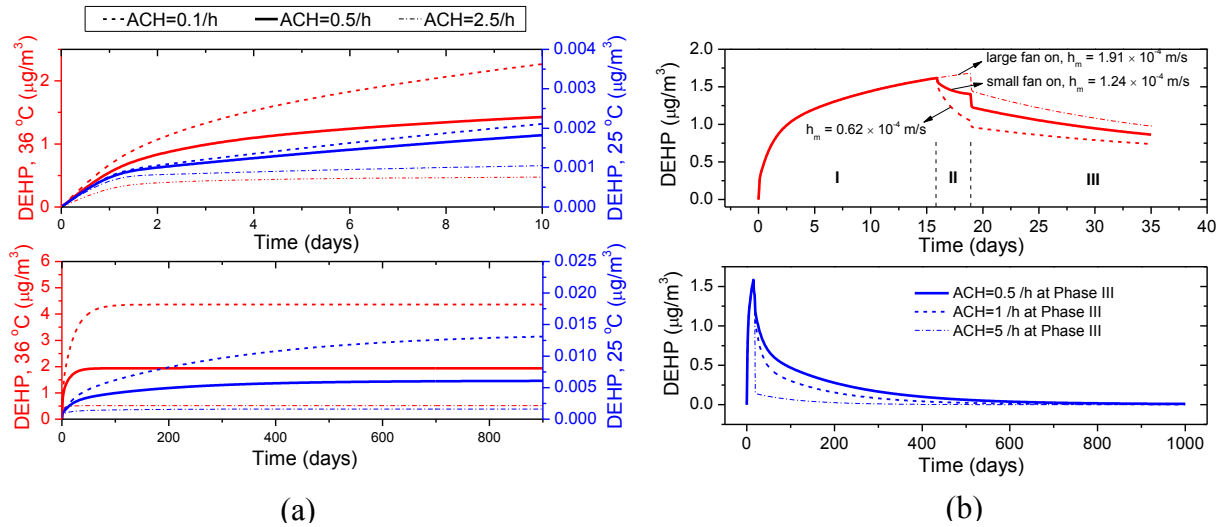 ACH=0.1/h ACH=0.5/h ACH=2.5/h
DEHP, 36 °C (μg/m³)
2
1
0
0.004
0.003
0.002
0.001
0.000
DEHP, 25 °C (μg/m³)
0 2 4 6 8 10
Time (days)
DEHP, 36 °C (μg/m³)
6
5
4
3
2
1
0
0.025
0.020
0.015
0.010
0.005
0.000
DEHP, 25 °C (μg/m³)
0 200 400 600 800
Time (days)
(a)
DEHP (μg/m³)
2.0
1.5
1.0
0.5
0.0
large fan on, hm = 1.91 × 10⁻⁴ m/s
small fan on, hm = 1.24 × 10⁻⁴ m/s
hm = 0.62 × 10⁻⁴ m/s
I II III
0 5 10 15 20 25 30 35 40
Time (days)
DEHP (μg/m³)
1.5
1.0
0.5
0.0
ACH=0.5 /h at Phase III
ACH=1 /h at Phase III
ACH=5 /h at Phase III
0 200 400 600 800 1000
Time (days)
(b)